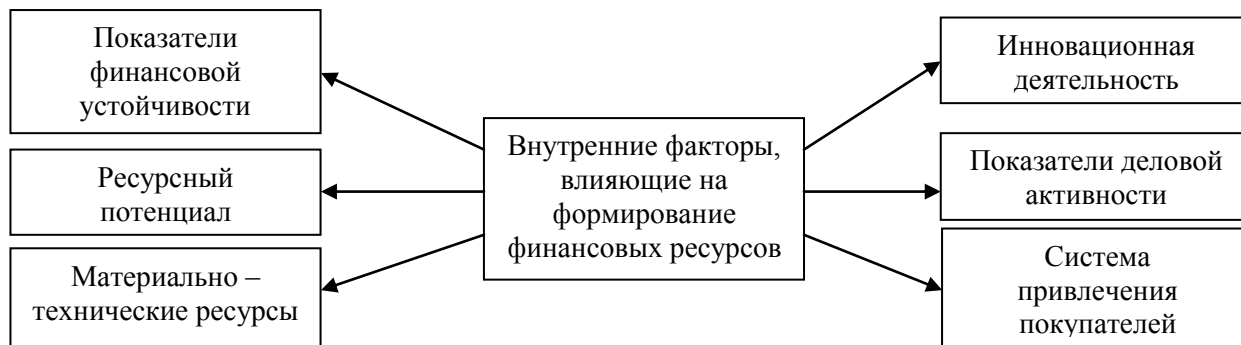 Показатели
финансовой
устойчивости
Ресурсный
потенциал
Материально –
технические ресурсы
Внутренние факторы,
влияющие на
формирование
финансовых ресурсов
Инновационная
деятельность
Показатели деловой
активности
Система
привлечения
покупателей